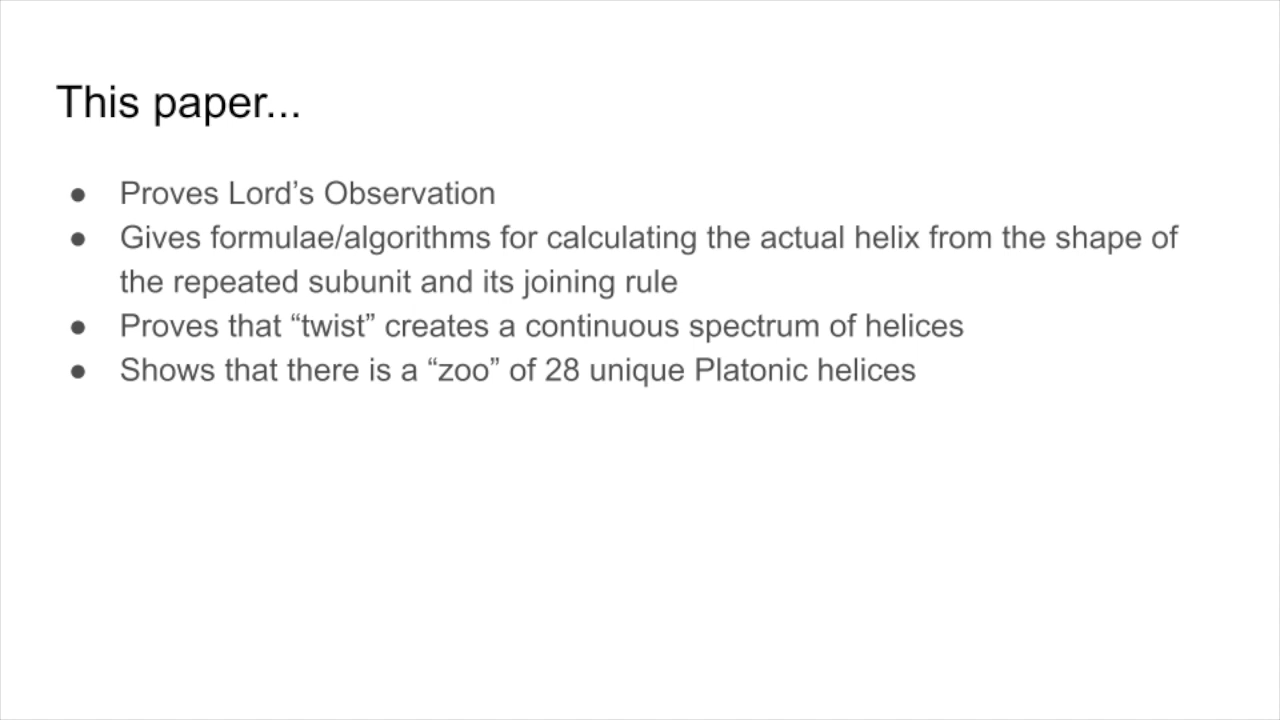 This paper...
● Proves Lord’s Observation
● Gives formulae/algorithms for calculating the actual helix from the shape of
the repeated subunit and its joining rule
● Proves that “twist” creates a continuous spectrum of helices
● Shows that there is a “zoo” of 28 unique Platonic helices